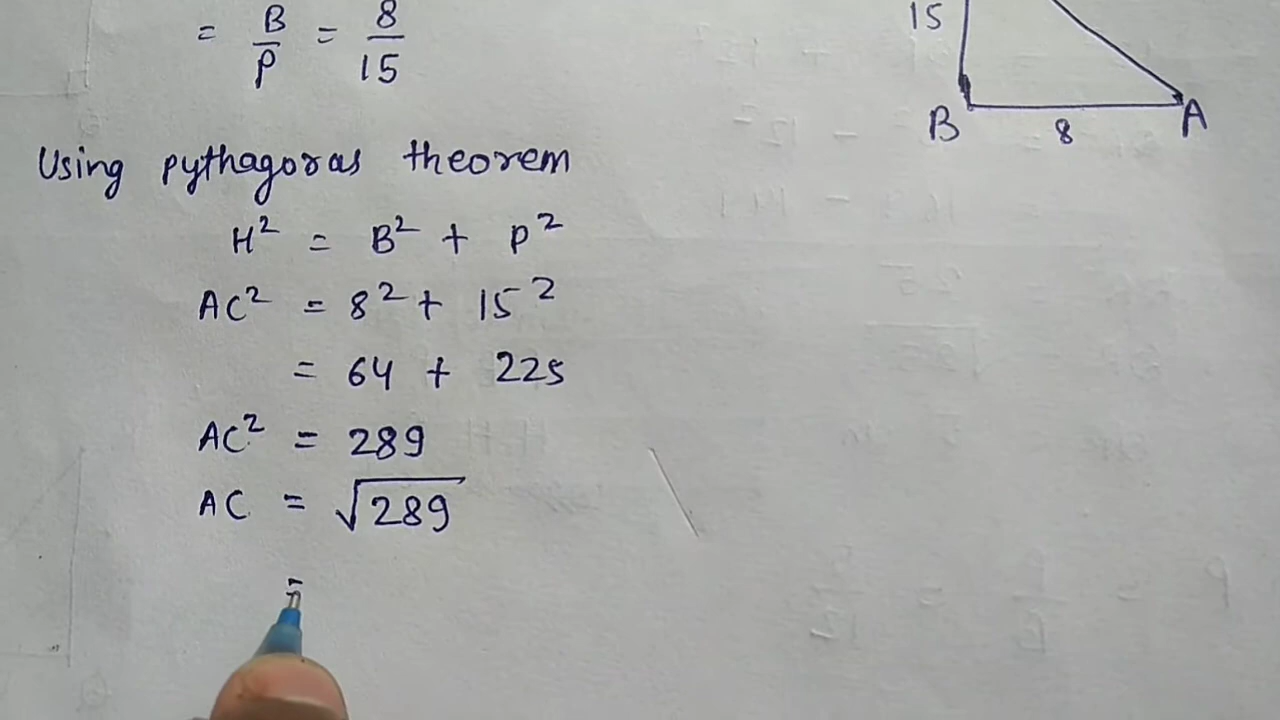 = B/P = 8/15
15
B 8 A
Using pythagoras theorem
H² = B² + P²
AC² = 8² + 15²
= 64 + 225
AC² = 289
AC = √289
=